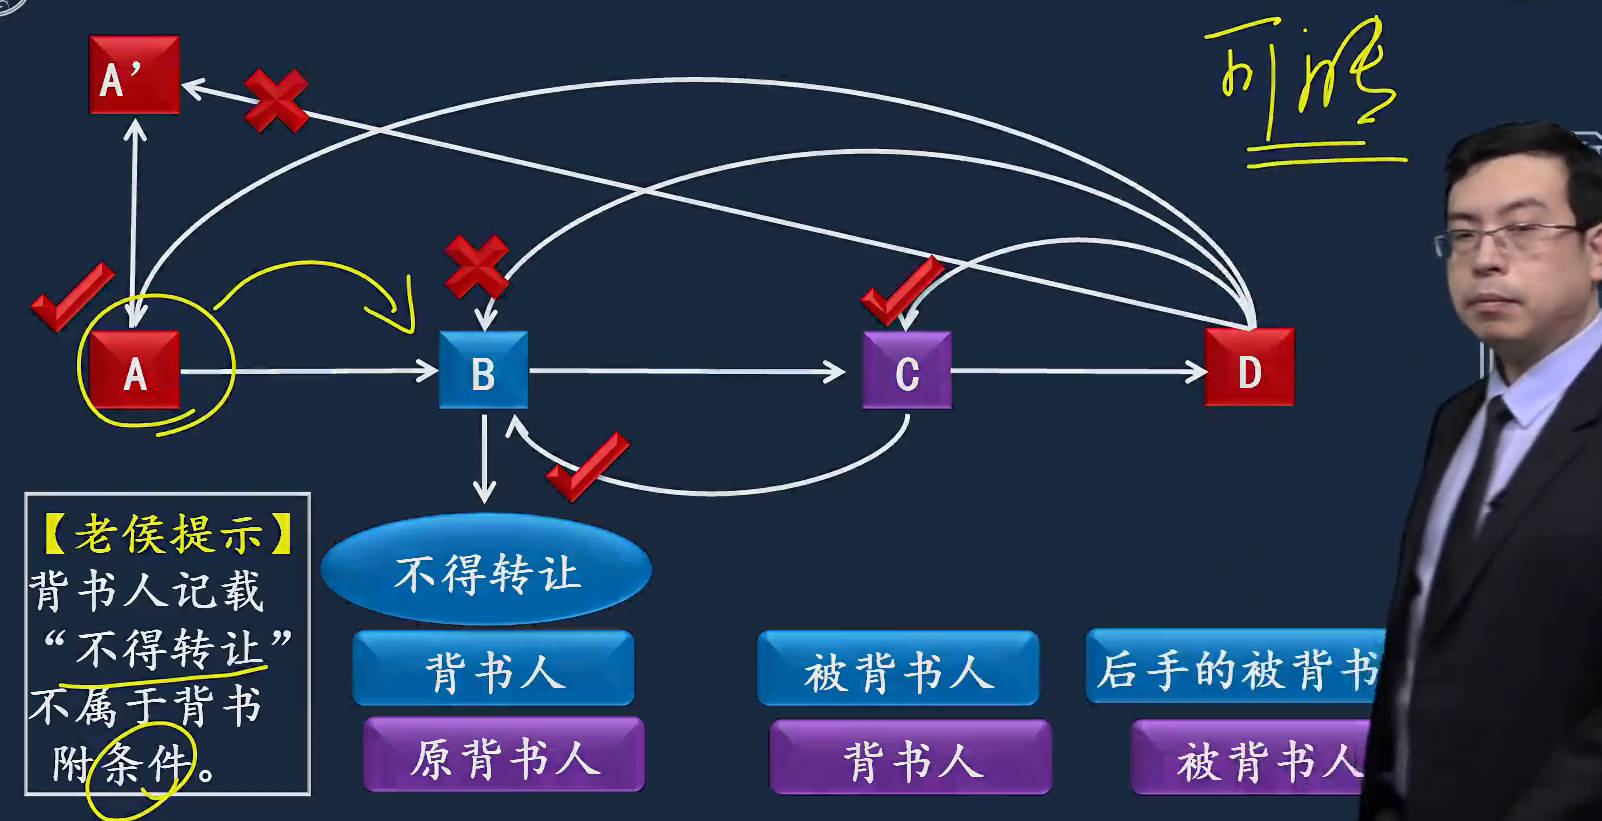 A’
可能
A
B
C
D
【老侯提示】
背书人记载
“不得转让”
不属于背书
附条件。
不得转让
背书人
被背书人
后手的被背书
原背书人
背书人
被背书人